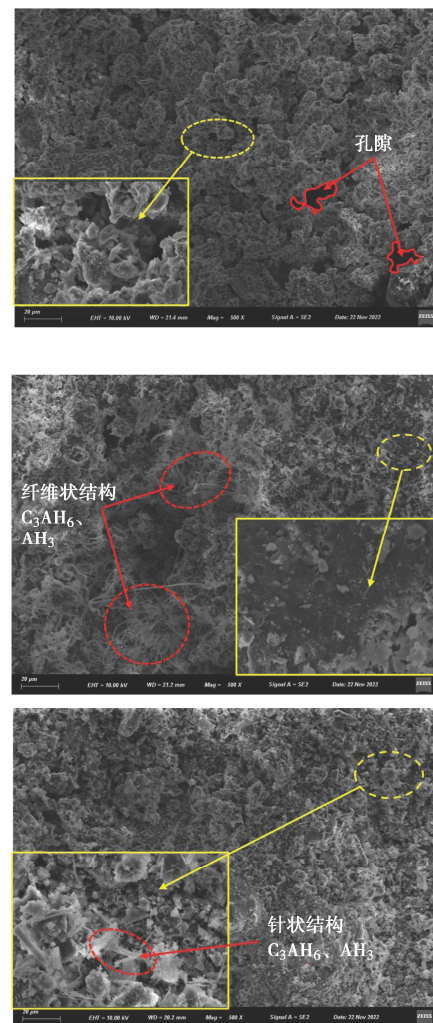 孔隙
20 μm
EHT = 10.00 kV WD = 21.4 mm Mag = 500 X Signal A = SE2 Date: 22 Nov 2022 ZEISS
纤维状结构
C₃AH₆、
AH₃
20 μm
EHT = 10.00 kV WD = 21.2 mm Mag = 500 X Signal A = SE2 Date: 22 Nov 2022 ZEISS
针状结构
C₃AH₆、AH₃
20 μm
EHT = 10.00 kV WD = 20.2 mm Mag = 500 X Signal A = SE2 Date: 22 Nov 2022 ZEISS